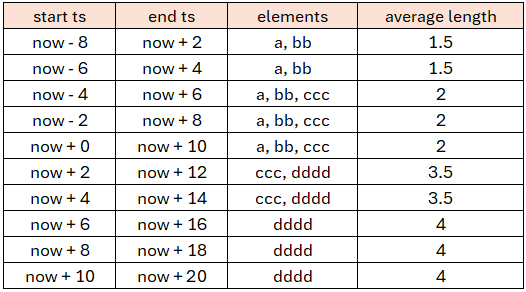 start ts end ts elements average length
now - 8 now + 2 a, bb 1.5
now - 6 now + 4 a, bb 1.5
now - 4 now + 6 a, bb, ccc 2
now - 2 now + 8 a, bb, ccc 2
now + 0 now + 10 a, bb, ccc 2
now + 2 now + 12 ccc, dddd 3.5
now + 4 now + 14 ccc, dddd 3.5
now + 6 now + 16 dddd 4
now + 8 now + 18 dddd 4
now + 10 now + 20 dddd 4